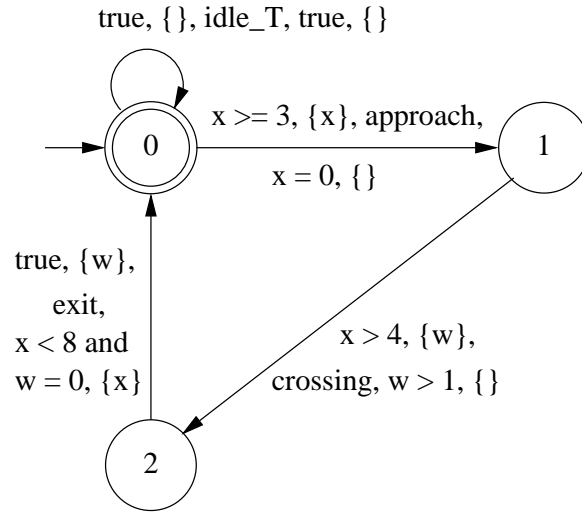 true, {}, idle_T, true, {}
x >= 3, {x}, approach,
0
1
x = 0, {}
true, {w},
exit,
x < 8 and
w = 0, {x}
x > 4, {w},
crossing, w > 1, {}
2